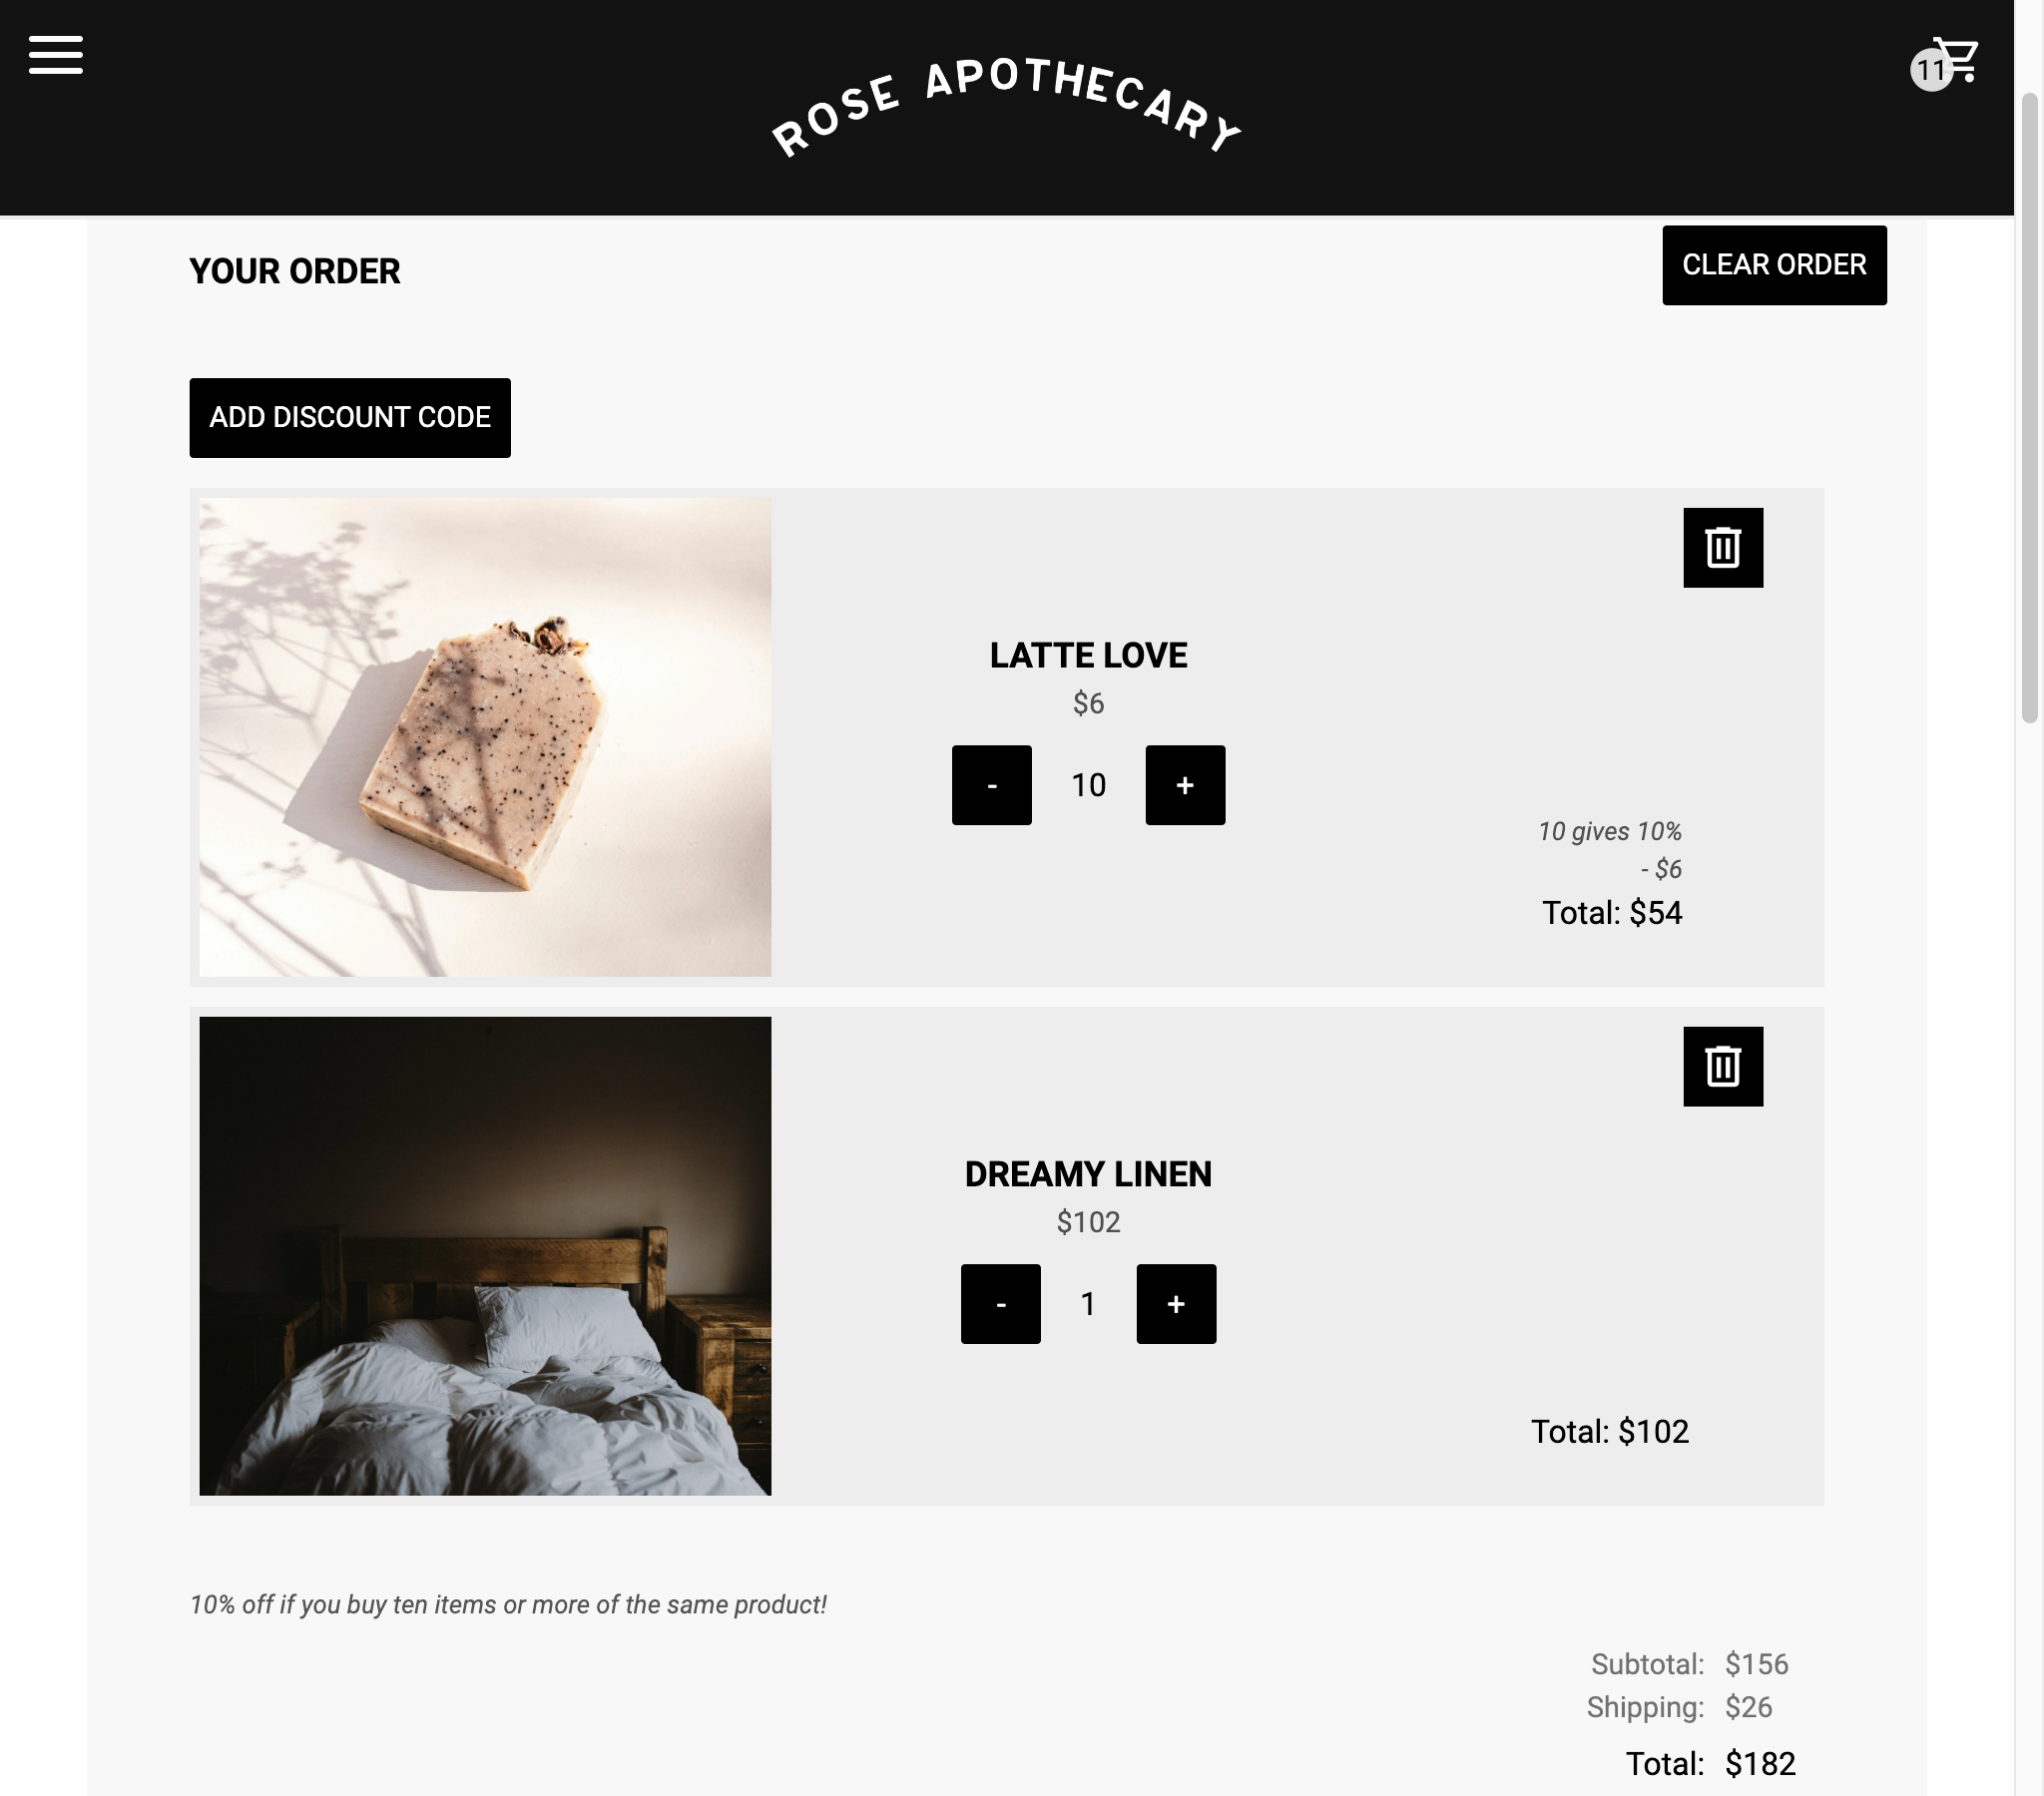 ROSE APOTHECARY
11
YOUR ORDER
CLEAR ORDER
ADD DISCOUNT CODE
LATTE LOVE
$6
- 10 +
10 gives 10%
- $6
Total: $54
DREAMY LINEN
$102
- 1 +
Total: $102
10% off if you buy ten items or more of the same product!
Subtotal: $156
Shipping: $26
Total: $182